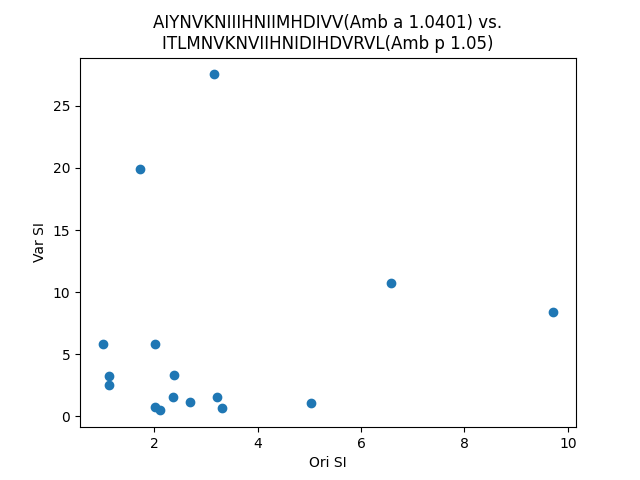 AIYNVKNIIIHNIIMHDIVV(Amb a 1.0401) vs.
ITLMNVKNVIIHNIDIHDVRVL(Amb p 1.05)
25
20
15
10
5
0
Var SI
2 4 6 8 10
Ori SI